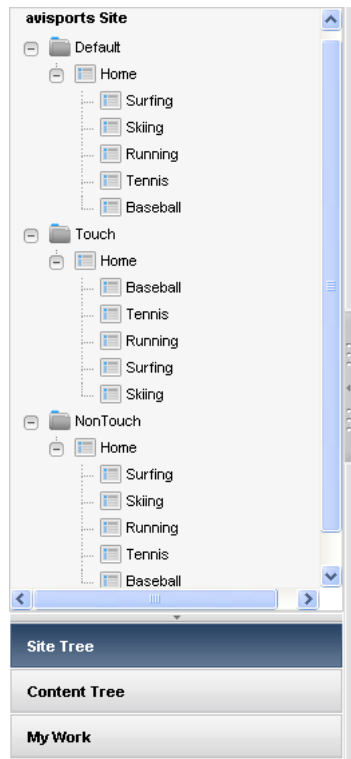 avisports Site
Default
Home
Surfing
Skiing
Running
Tennis
Baseball
Touch
Home
Baseball
Tennis
Running
Surfing
Skiing
NonTouch
Home
Surfing
Skiing
Running
Tennis
Baseball
Site Tree
Content Tree
My Work